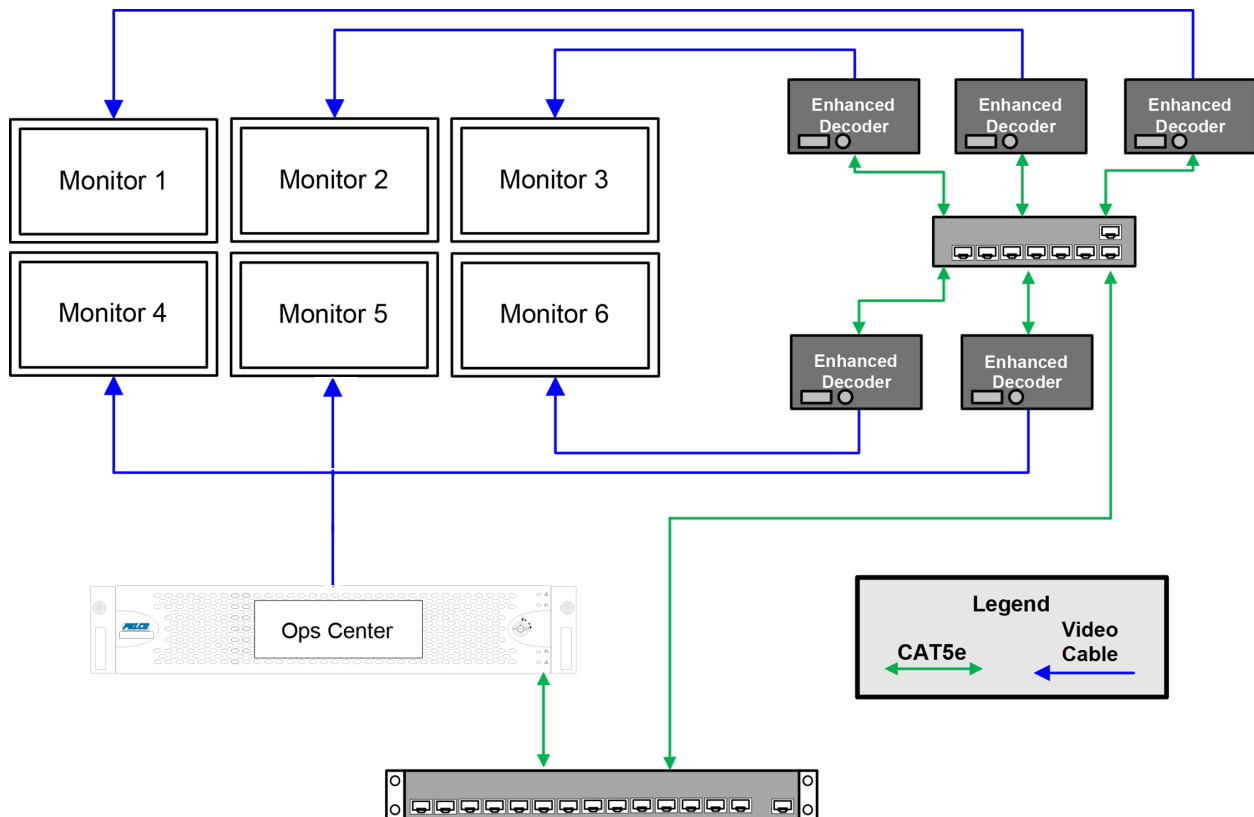 Enhanced
Decoder
Enhanced
Decoder
Enhanced
Decoder
Monitor 1
Monitor 2
Monitor 3
Monitor 4
Monitor 5
Monitor 6
Enhanced
Decoder
Enhanced
Decoder
PELCO
Ops Center
Legend
CAT5e
Video
Cable